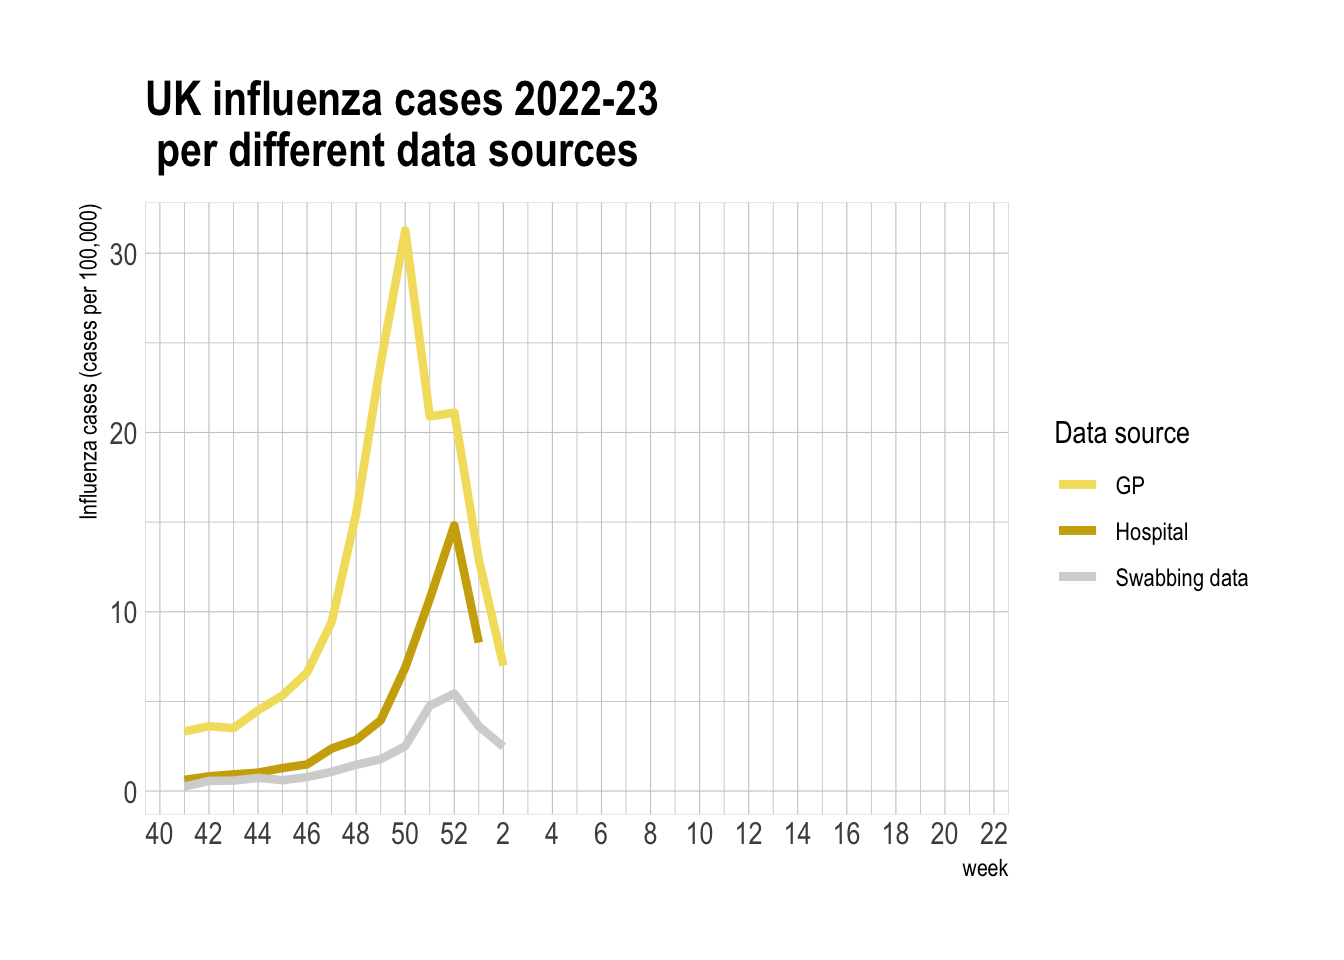 UK influenza cases 2022-23
per different data sources
Influenza cases (cases per 100,000)
30
20
10
0
40 42 44 46 48 50 52 2 4 6 8 10 12 14 16 18 20 22
week
Data source
GP
Hospital
Swabbing data